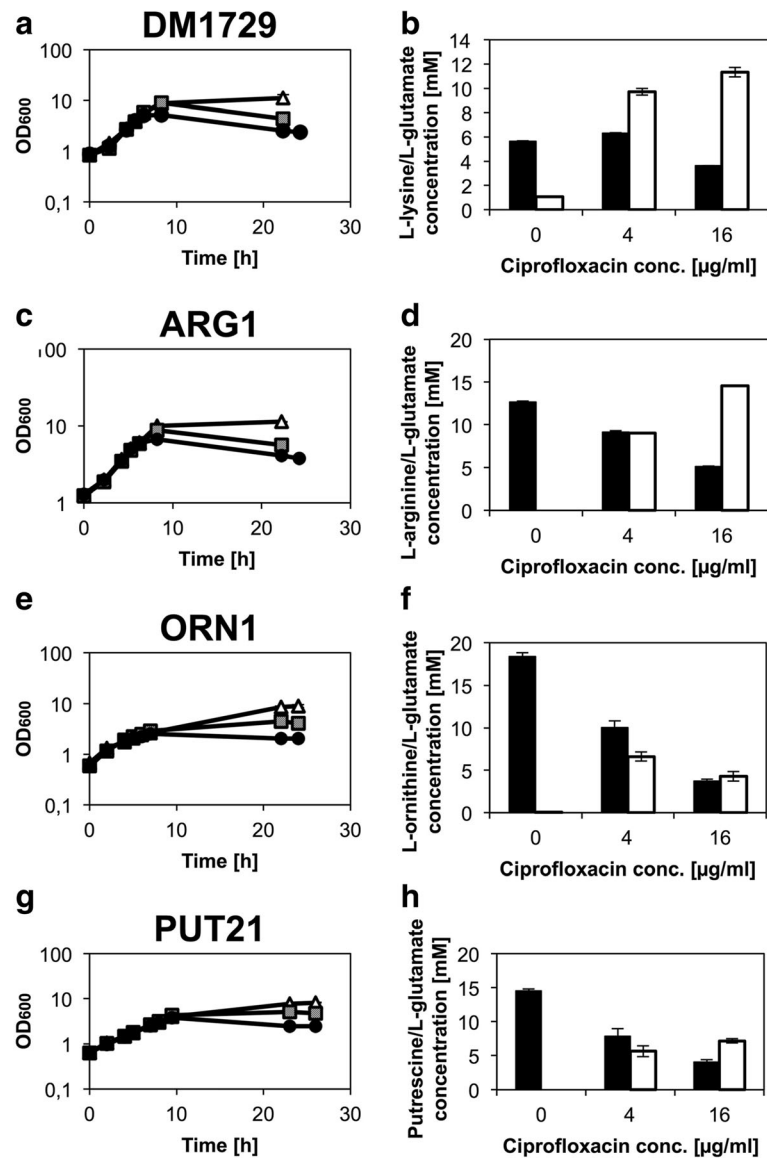 a
DM1729
OD600
100
10
1
0,1
0 10 20 30
Time [h]
b
L-lysine/L-glutamate
concentration [mM]
14
12
10
8
6
4
2
0
0 4 16
Ciprofloxacin conc. [µg/ml]
c
ARG1
OD600
100
10
1
0 10 20 30
Time [h]
d
L-arginine/L-glutamate
concentration [mM]
20
15
10
5
0
0 4 16
Ciprofloxacin conc. [µg/ml]
e
ORN1
OD600
100
10
1
0,1
0 10 20 30
Time [h]
f
L-ornithine/L-glutamate
concentration [mM]
20
15
10
5
0
0 4 16
Ciprofloxacin conc. [µg/ml]
g
PUT21
OD600
100
10
1
0,1
0 10 20 30
Time [h]
h
Putrescine/L-glutamate
concentration [mM]
20
15
10
5
0
0 4 16
Ciprofloxacin conc. [µg/ml]